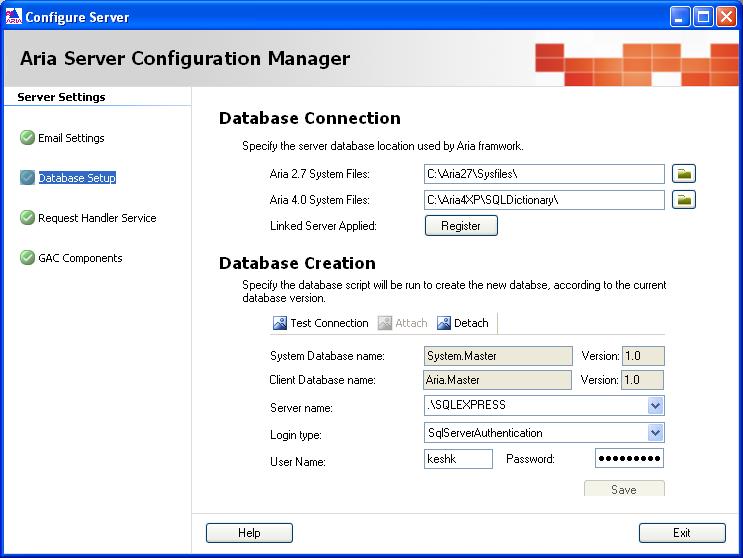 ARIA
Configure Server
Aria Server Configuration Manager
Server Settings
Email Settings
Database Setup
Request Handler Service
GAC Components
Database Connection
Specify the server database location used by Aria framwork.
Aria 2.7 System Files: C:\Aria27\Sysfiles\
Aria 4.0 System Files: C:\Aria4XP\SQLDictionary\
Linked Server Applied: Register
Database Creation
Specify the database script will be run to create the new databse, according to the current
database version.
Test Connection Attach Detach
System Database name: System.Master Version: 1.0
Client Database name: Aria.Master Version: 1.0
Server name: .\SQLEXPRESS
Login type: SqlServerAuthentication
User Name: keshk Password: ●●●●●●●●●
Save
Help Exit